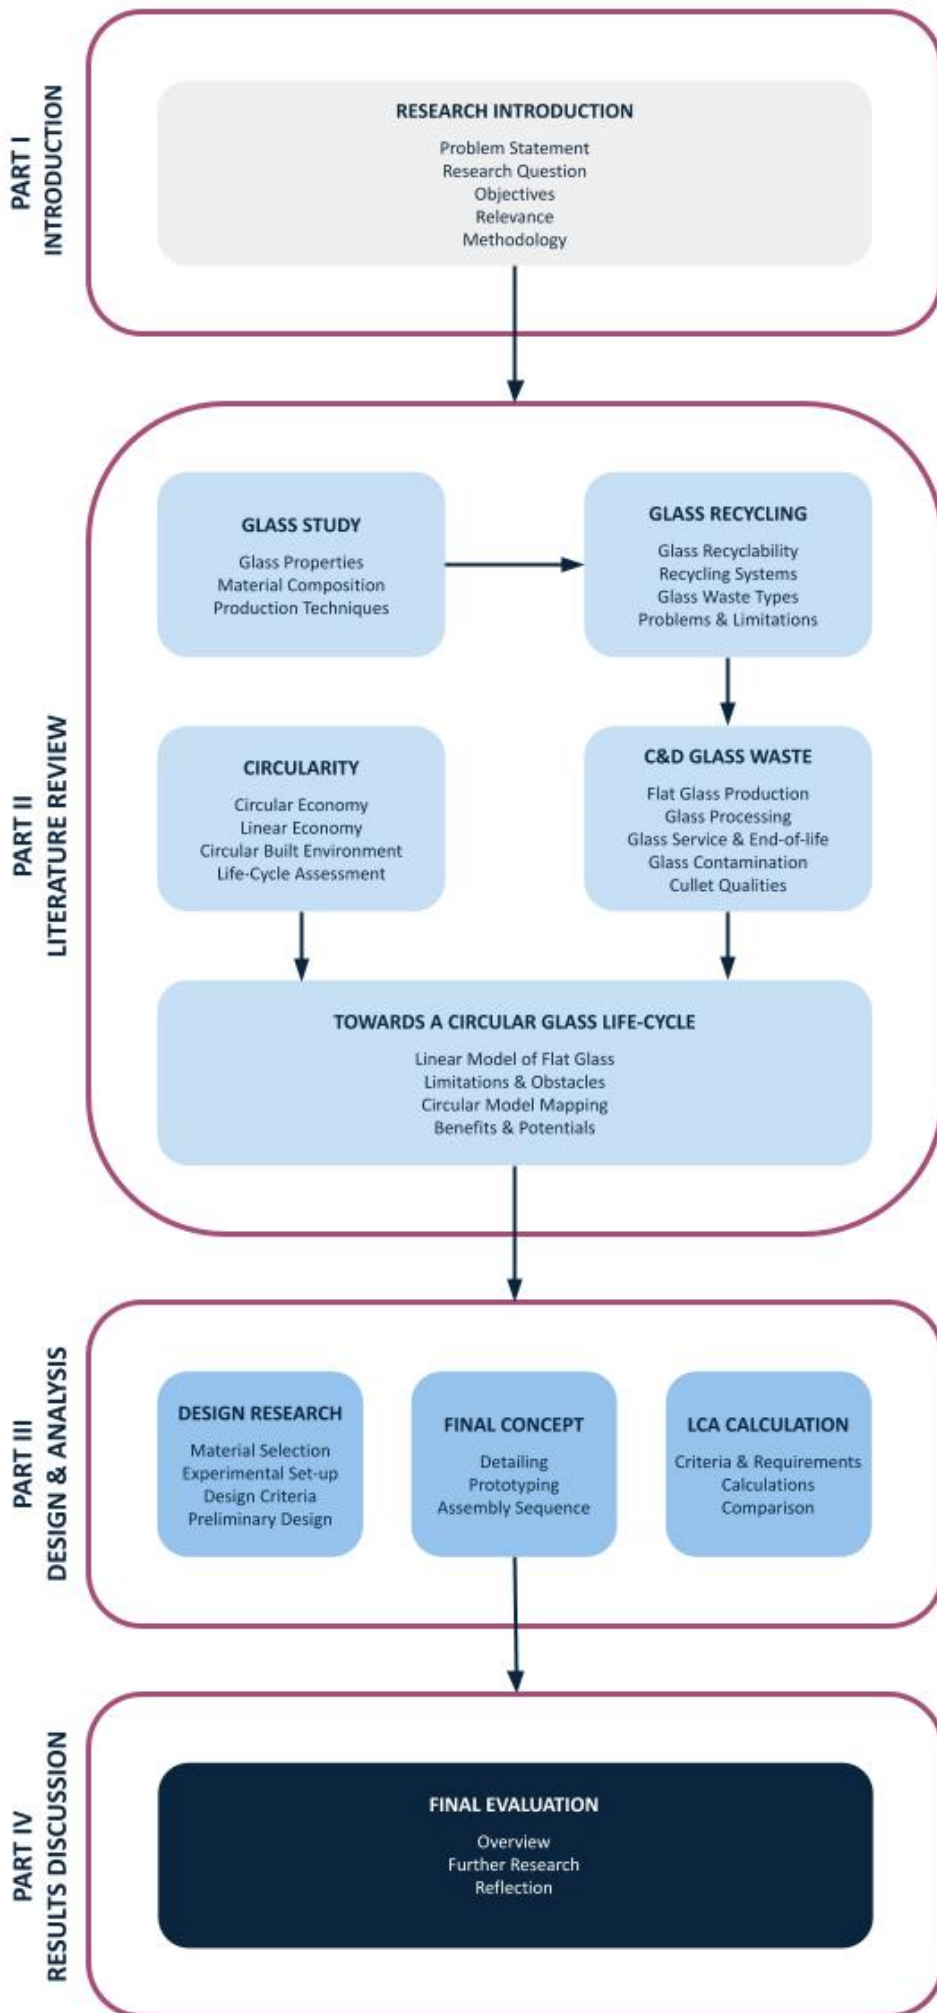 PART I
INTRODUCTION
RESEARCH INTRODUCTION
Problem Statement
Research Question
Objectives
Relevance
Methodology
PART II
LITERATURE REVIEW
GLASS STUDY
Glass Properties
Material Composition
Production Techniques
GLASS RECYCLING
Glass Recyclability
Recycling Systems
Glass Waste Types
Problems & Limitations
CIRCULARITY
Circular Economy
Linear Economy
Circular Built Environment
Life-Cycle Assessment
C&D GLASS WASTE
Flat Glass Production
Glass Processing
Glass Service & End-of-life
Glass Contamination
Cullet Qualities
TOWARDS A CIRCULAR GLASS LIFE-CYCLE
Linear Model of Flat Glass
Limitations & Obstacles
Circular Model Mapping
Benefits & Potentials
PART III
DESIGN & ANALYSIS
DESIGN RESEARCH
Material Selection
Experimental Set-up
Design Criteria
Preliminary Design
FINAL CONCEPT
Detailing
Prototyping
Assembly Sequence
LCA CALCULATION
Criteria & Requirements
Calculations
Comparison
PART IV
RESULTS DISCUSSION
FINAL EVALUATION
Overview
Further Research
Reflection